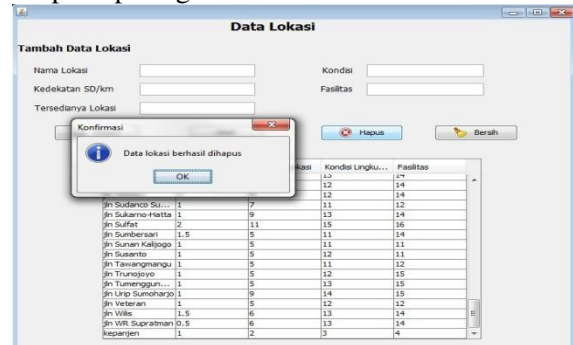 Data Lokasi
Tambah Data Lokasi
Nama Lokasi Kondisi
Kedekatan SD/km Fasilitas
Tersedianya Lokasi
Konfirmasi
Data lokasi berhasil dihapus
OK
Hapus Bersih
Kondisi Lingku... Fasilitas
12 14
jln Sudanco Su... 1 7 11 12
jln Sukarno-Hatta 1 9 13 14
jln Sulfat 2 11 15 16
jln Sumbersari 1.5 5 11 14
jln Sunan Kalijogo 1 5 11 11
jln Susanto 1 5 12 11
jln Tawangmangu 1 5 11 12
jln Trunojoyo 1 5 12 15
jln Tumenggun... 1 5 13 15
jln Urip Sumoharjo 1 9 14 15
jln Veteran 1 5 12 12
jln Wilis 1.5 6 13 14
jln WR Supratman 0.5 6 13 14
kepanjen 1 2 3 4